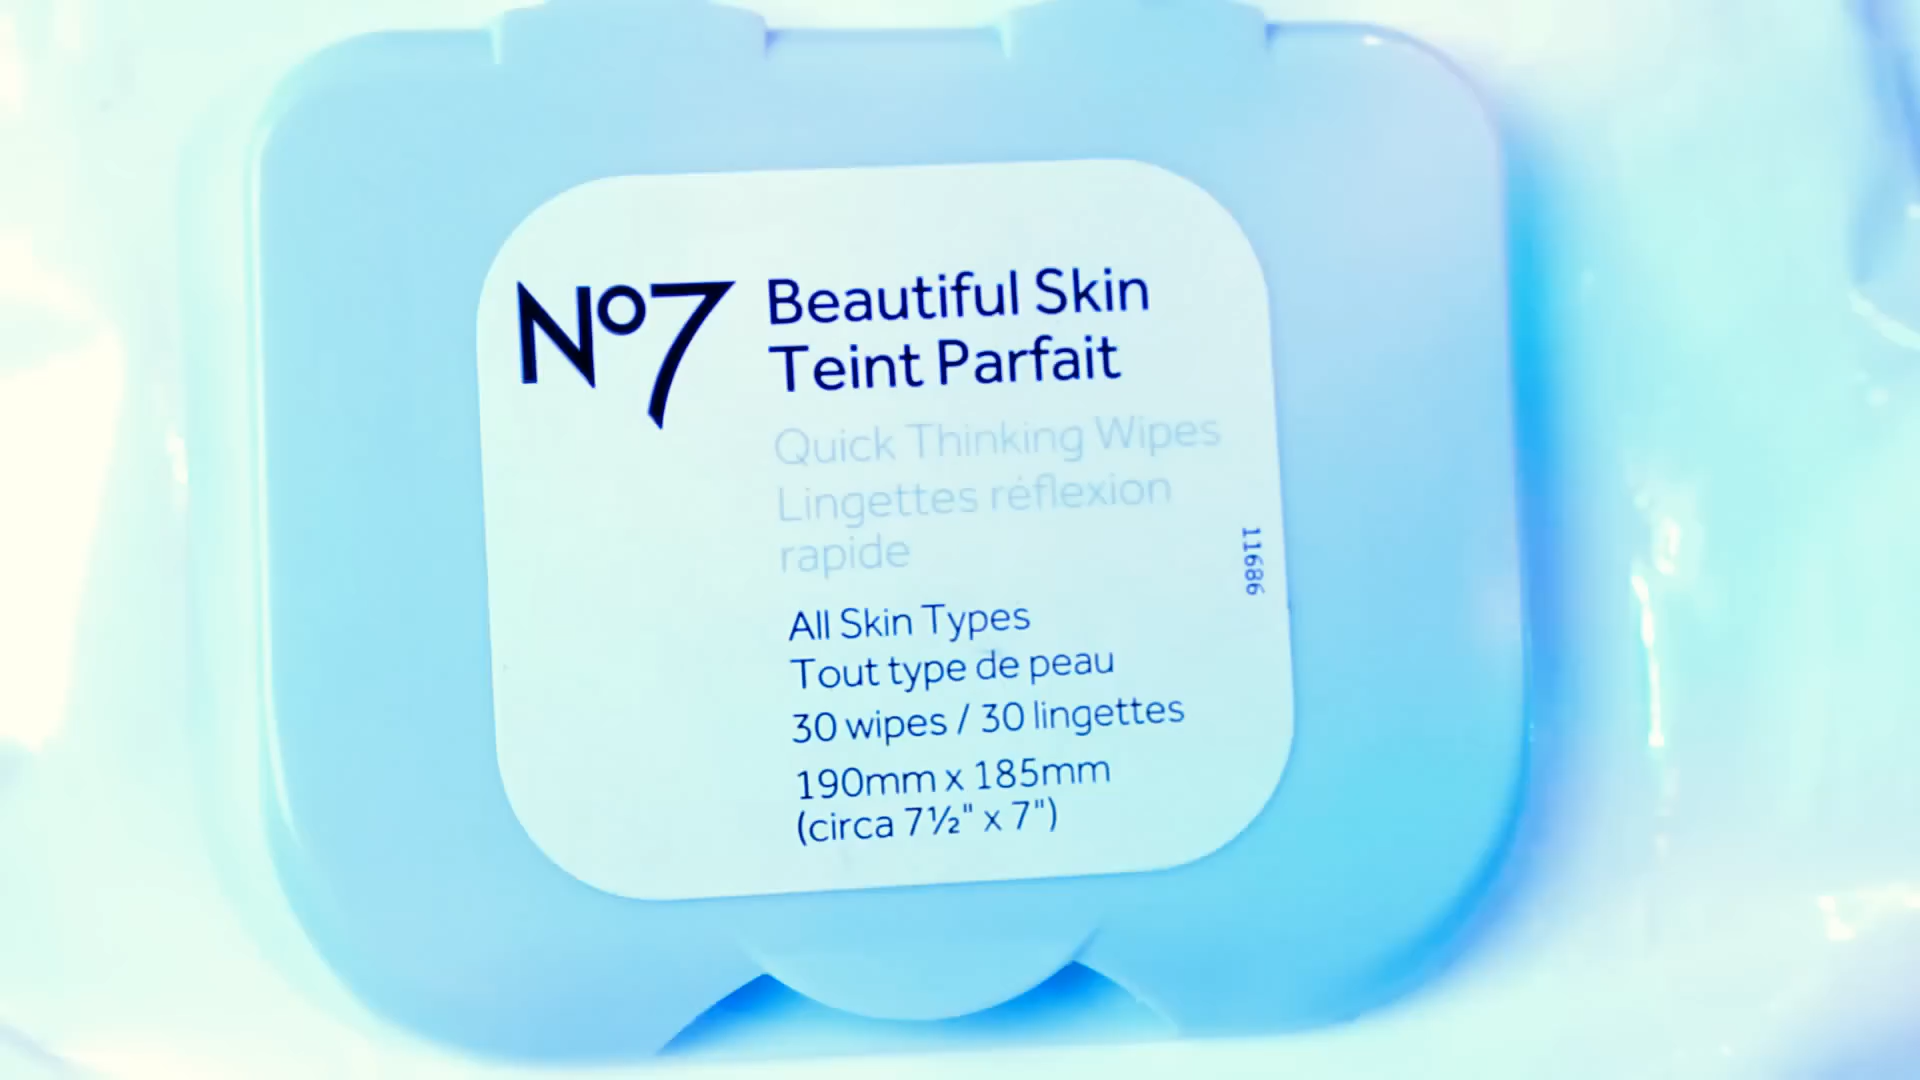 Nº7
Beautiful Skin
Teint Parfait
Quick Thinking Wipes
Lingettes réflexion
rapide
11686
All Skin Types
Tout type de peau
30 wipes / 30 lingettes
190mm x 185mm
(circa 7½" x 7")